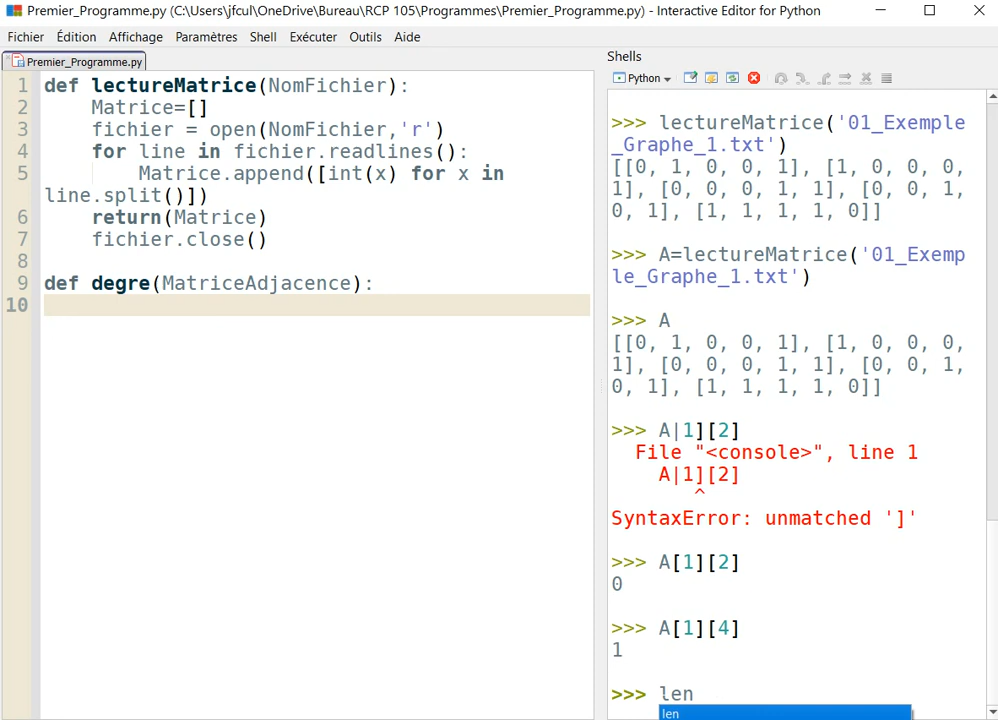 Premier_Programme.py (C:\Users\jfcul\OneDrive\Bureau\RCP 105\Programmes\Premier_Programme.py) - Interactive Editor for Python
Fichier Édition Affichage Paramètres Shell Exécuter Outils Aide
Premier_Programme.py
1 def lectureMatrice(NomFichier):
2 Matrice=[]
3 fichier = open(NomFichier,'r')
4 for line in fichier.readlines():
5 Matrice.append([int(x) for x in
line.split()])
6 return(Matrice)
7 fichier.close()
8
9 def degre(MatriceAdjacence):
10
Shells
Python
>>> lectureMatrice('01_Exemple
_Graphe_1.txt')
[[0, 1, 0, 0, 1], [1, 0, 0, 0,
1], [0, 0, 0, 1, 1], [0, 0, 1,
0, 1], [1, 1, 1, 1, 0]]
>>> A=lectureMatrice('01_Exemp
le_Graphe_1.txt')
>>> A
[[0, 1, 0, 0, 1], [1, 0, 0, 0,
1], [0, 0, 0, 1, 1], [0, 0, 1,
0, 1], [1, 1, 1, 1, 0]]
>>> A|1][2]
File "<console>", line 1
A|1][2]
^
SyntaxError: unmatched ']'
>>> A[1][2]
0
>>> A[1][4]
1
>>> len
len